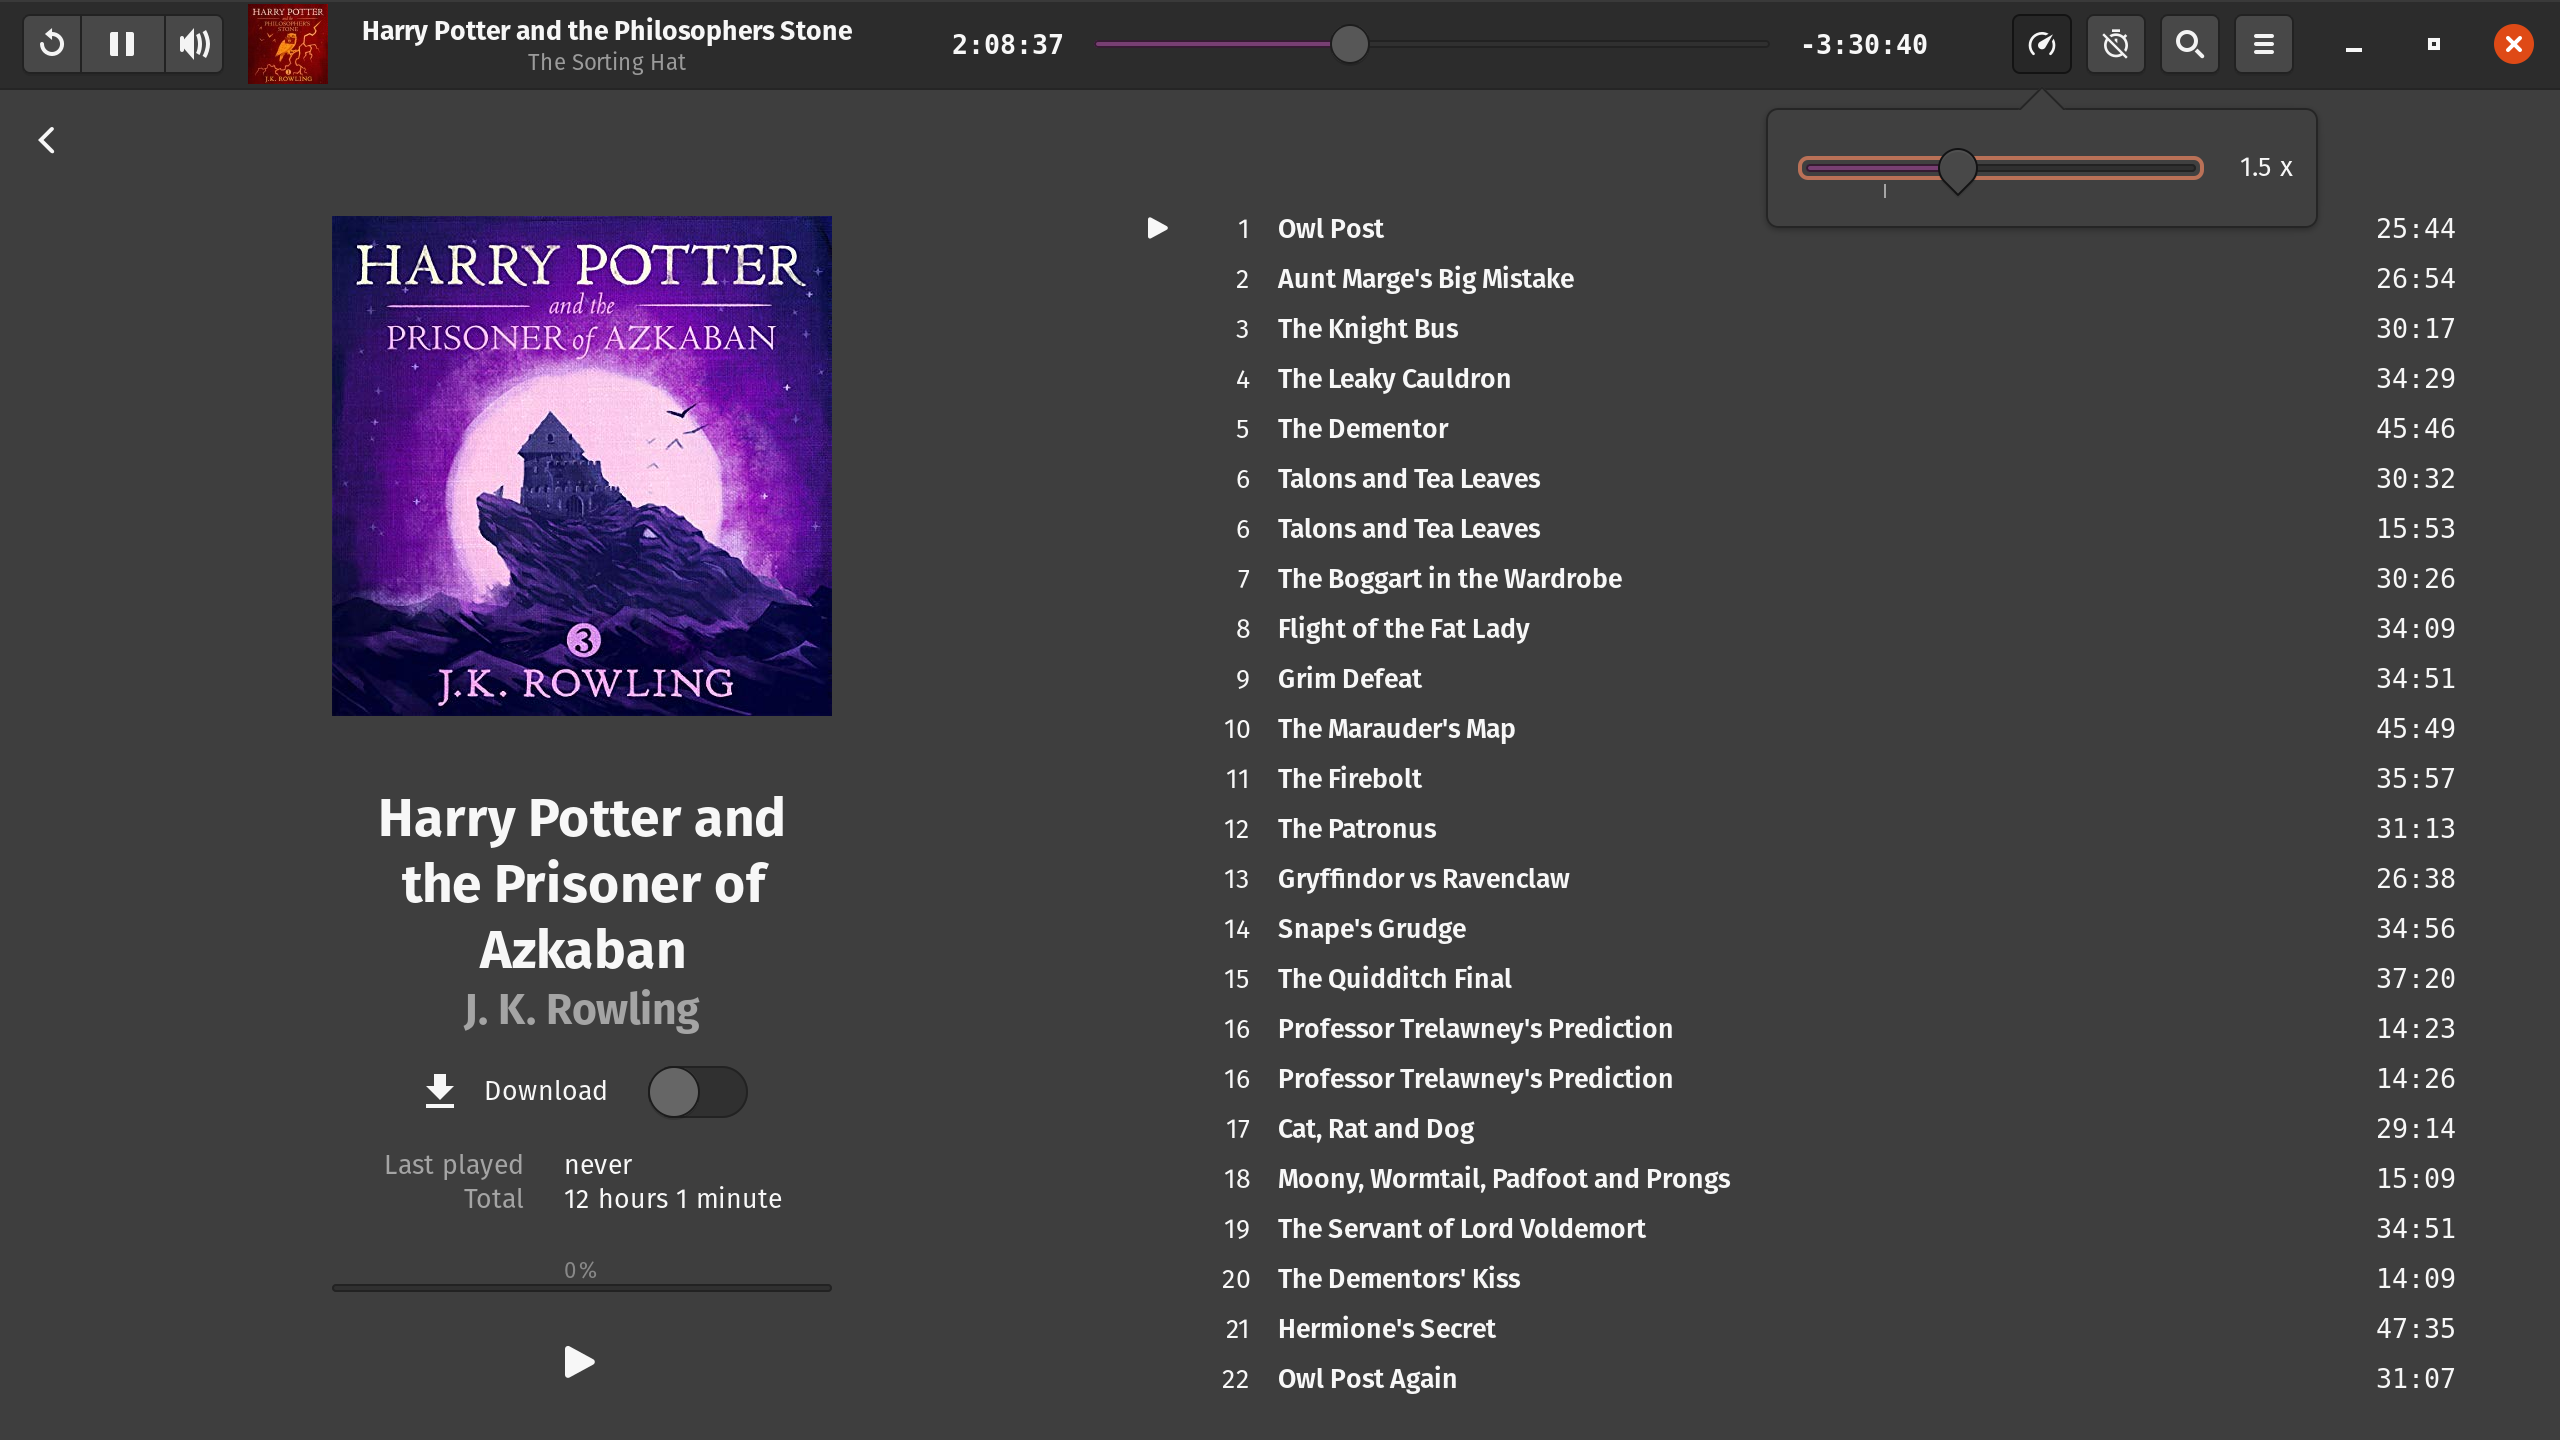 HARRY POTTER
and the
PHILOSOPHER'S
STONE
J.K. ROWLING
Harry Potter and the Philosophers Stone
The Sorting Hat
2:08:37
-3:30:40
1.5 x
HARRY POTTER
and the
PRISONER of AZKABAN
3
J.K. ROWLING
Harry Potter and
the Prisoner of
Azkaban
J. K. Rowling
Download
Last played never
Total 12 hours 1 minute
0%
1 Owl Post 25:44
2 Aunt Marge's Big Mistake 26:54
3 The Knight Bus 30:17
4 The Leaky Cauldron 34:29
5 The Dementor 45:46
6 Talons and Tea Leaves 30:32
6 Talons and Tea Leaves 15:53
7 The Boggart in the Wardrobe 30:26
8 Flight of the Fat Lady 34:09
9 Grim Defeat 34:51
10 The Marauder's Map 45:49
11 The Firebolt 35:57
12 The Patronus 31:13
13 Gryffindor vs Ravenclaw 26:38
14 Snape's Grudge 34:56
15 The Quidditch Final 37:20
16 Professor Trelawney's Prediction 14:23
16 Professor Trelawney's Prediction 14:26
17 Cat, Rat and Dog 29:14
18 Moony, Wormtail, Padfoot and Prongs 15:09
19 The Servant of Lord Voldemort 34:51
20 The Dementors' Kiss 14:09
21 Hermione's Secret 47:35
22 Owl Post Again 31:07